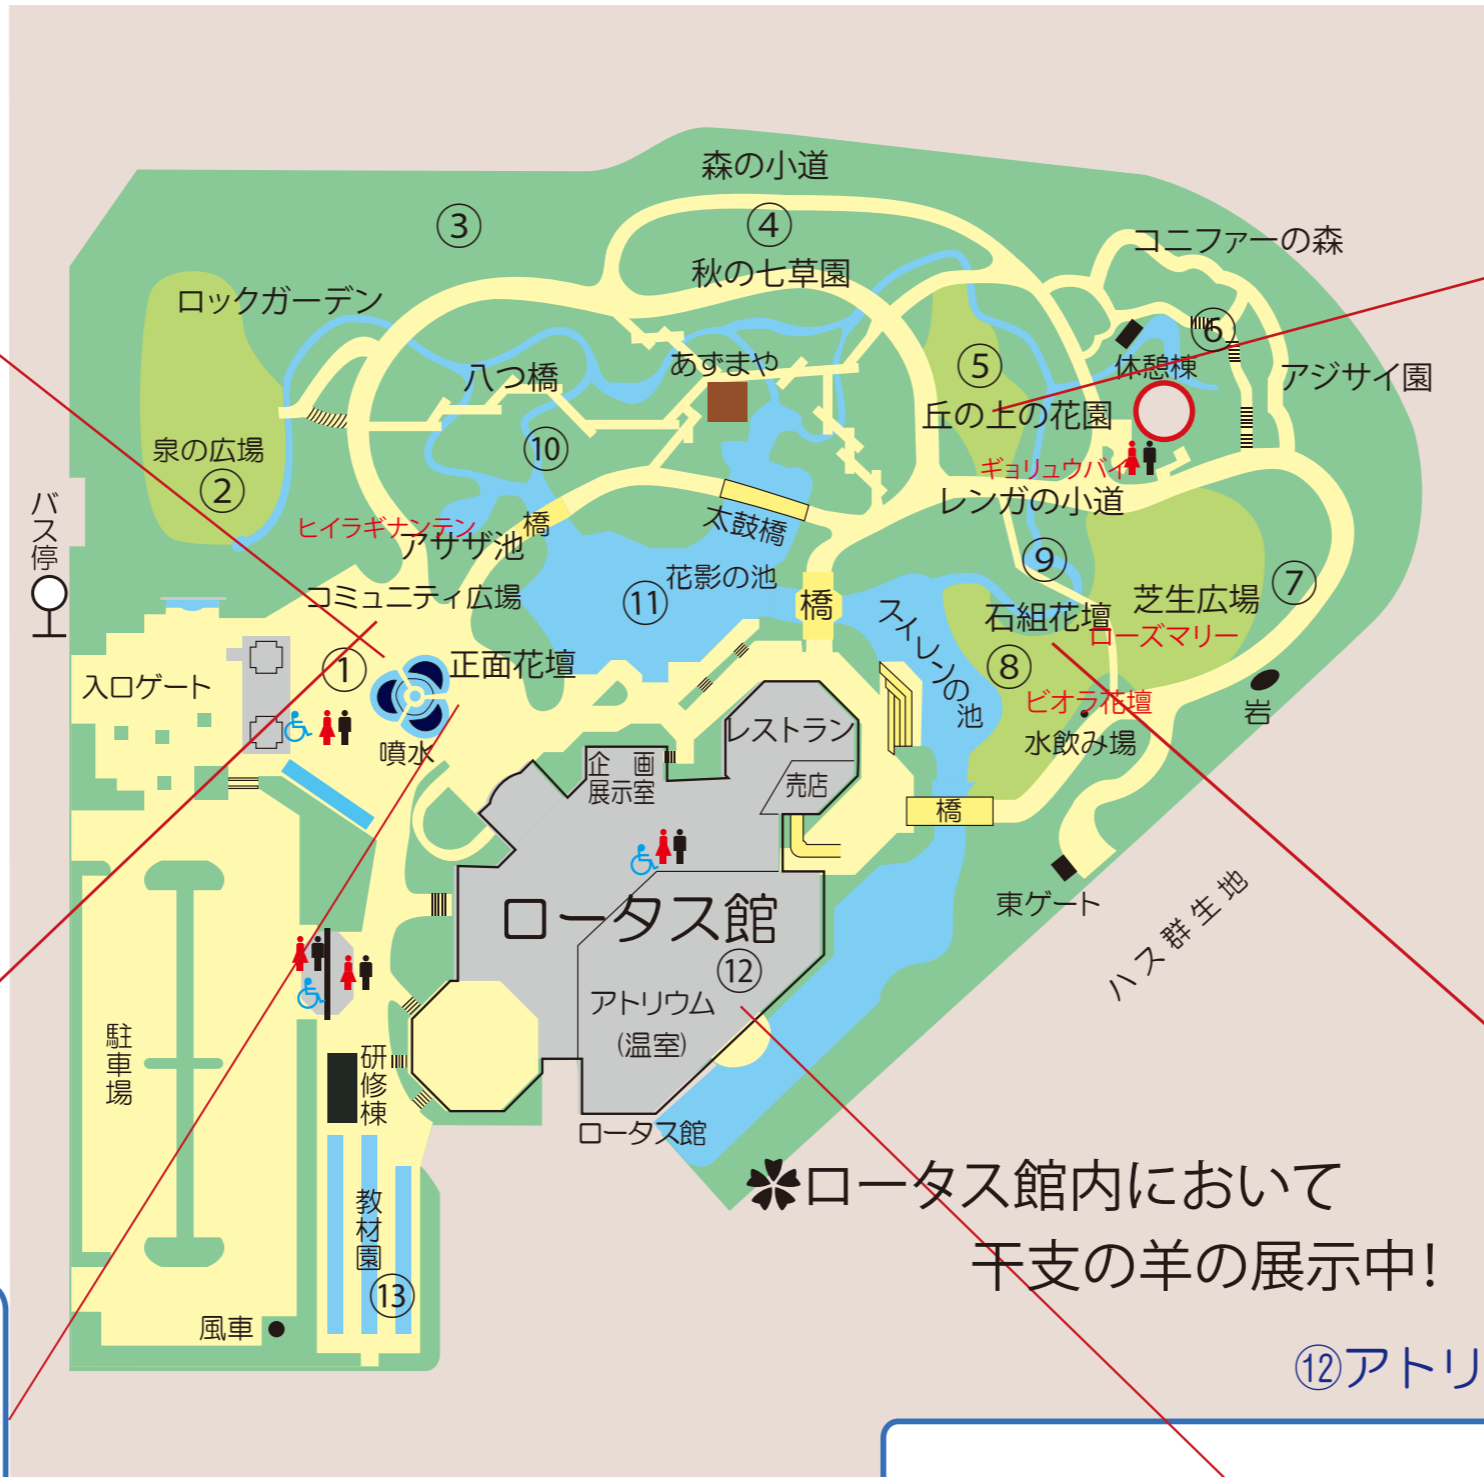 森の小道
③
④
コニファーの森
秋の七草園
ロックガーデン
⑥
あずまや
休憩棟
八つ橋
⑤
アジサイ園
丘の上の花園
泉の広場
⑩
ギョリュウバイ
②
レンガの小道
バス停
ヒイラギナンテン
橋
太鼓橋
アサザ池
⑨
花影の池
⑦
コミュニティ広場
⑪
橋
スイレンの池
芝生広場
石組花壇
ローズマリー
①
正面花壇
⑧
入口ゲート
ビオラ花壇
岩
レストラン
水飲み場
噴水
企画
展示室
売店
橋
東ゲート
ロータス館
ハス群生地
⑫
アトリウム
(温室)
駐車場
研修棟
ロータス館
ロータス館内において
干支の羊の展示中!
教材園
⑬
風車
⑫アトリ